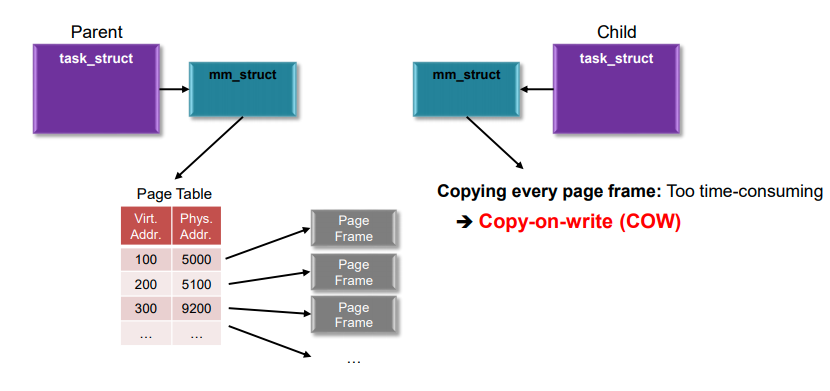 Parent
Child
task_struct
mm_struct
mm_struct
task_struct
Page Table
Virt. Addr.
Phys. Addr.
100 5000
200 5100
300 9200
… …
Page
Frame
Page
Frame
Page
Frame
…
Copying every page frame: Too time-consuming
➔ Copy-on-write (COW)